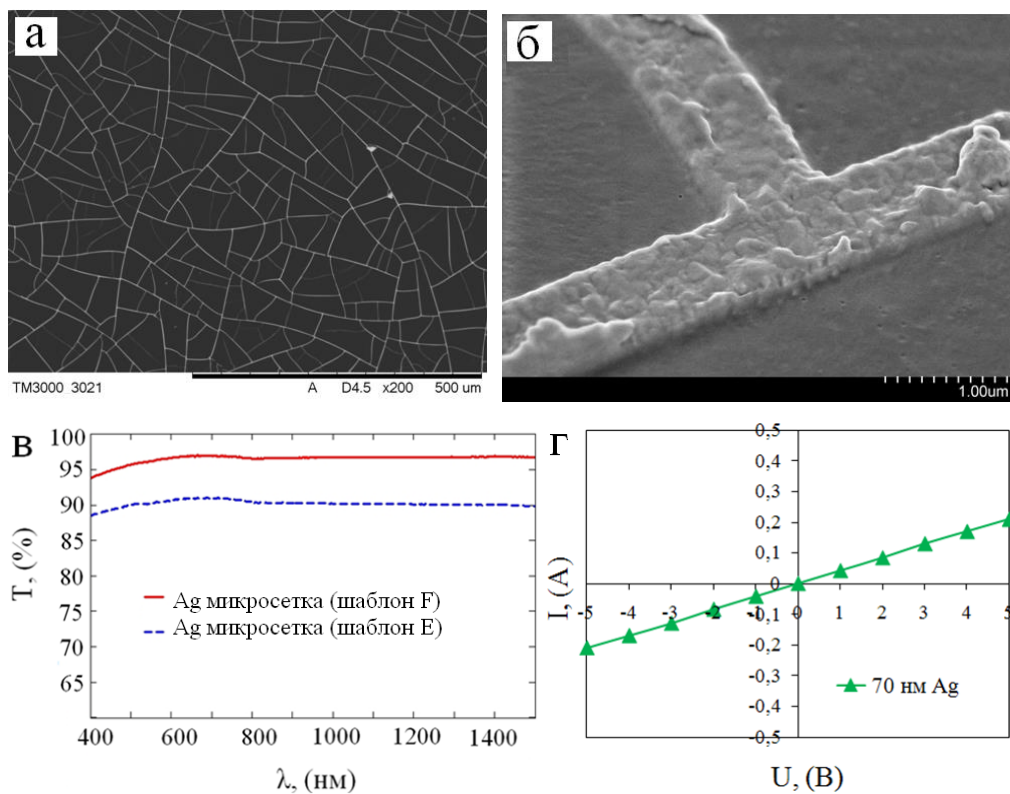 а
TM3000_3021 A D4.5 x200 500 um
б
1.00um
в
100
95
90
85
80
75
70
65
T, (%)
Ag микросетка (шаблон F)
Ag микросетка (шаблон E)
400 600 800 1000 1200 1400
λ, (нм)
г
0,5
0,4
0,3
0,2
0,1
0
-5 -4 -3 -2 -1 0 1 2 3 4 5
-0,1
-0,2
-0,3
-0,4
-0,5
I, (A)
70 нм Ag
U, (В)